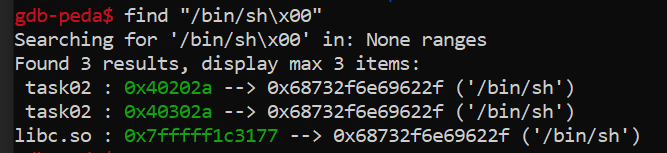 gdb-peda$ find "/bin/sh\x00"
Searching for '/bin/sh\x00' in: None ranges
Found 3 results, display max 3 items:
task02 : 0x40202a --> 0x68732f6e69622f ('/bin/sh')
task02 : 0x40302a --> 0x68732f6e69622f ('/bin/sh')
libc.so : 0x7fffff1c3177 --> 0x68732f6e69622f ('/bin/sh')